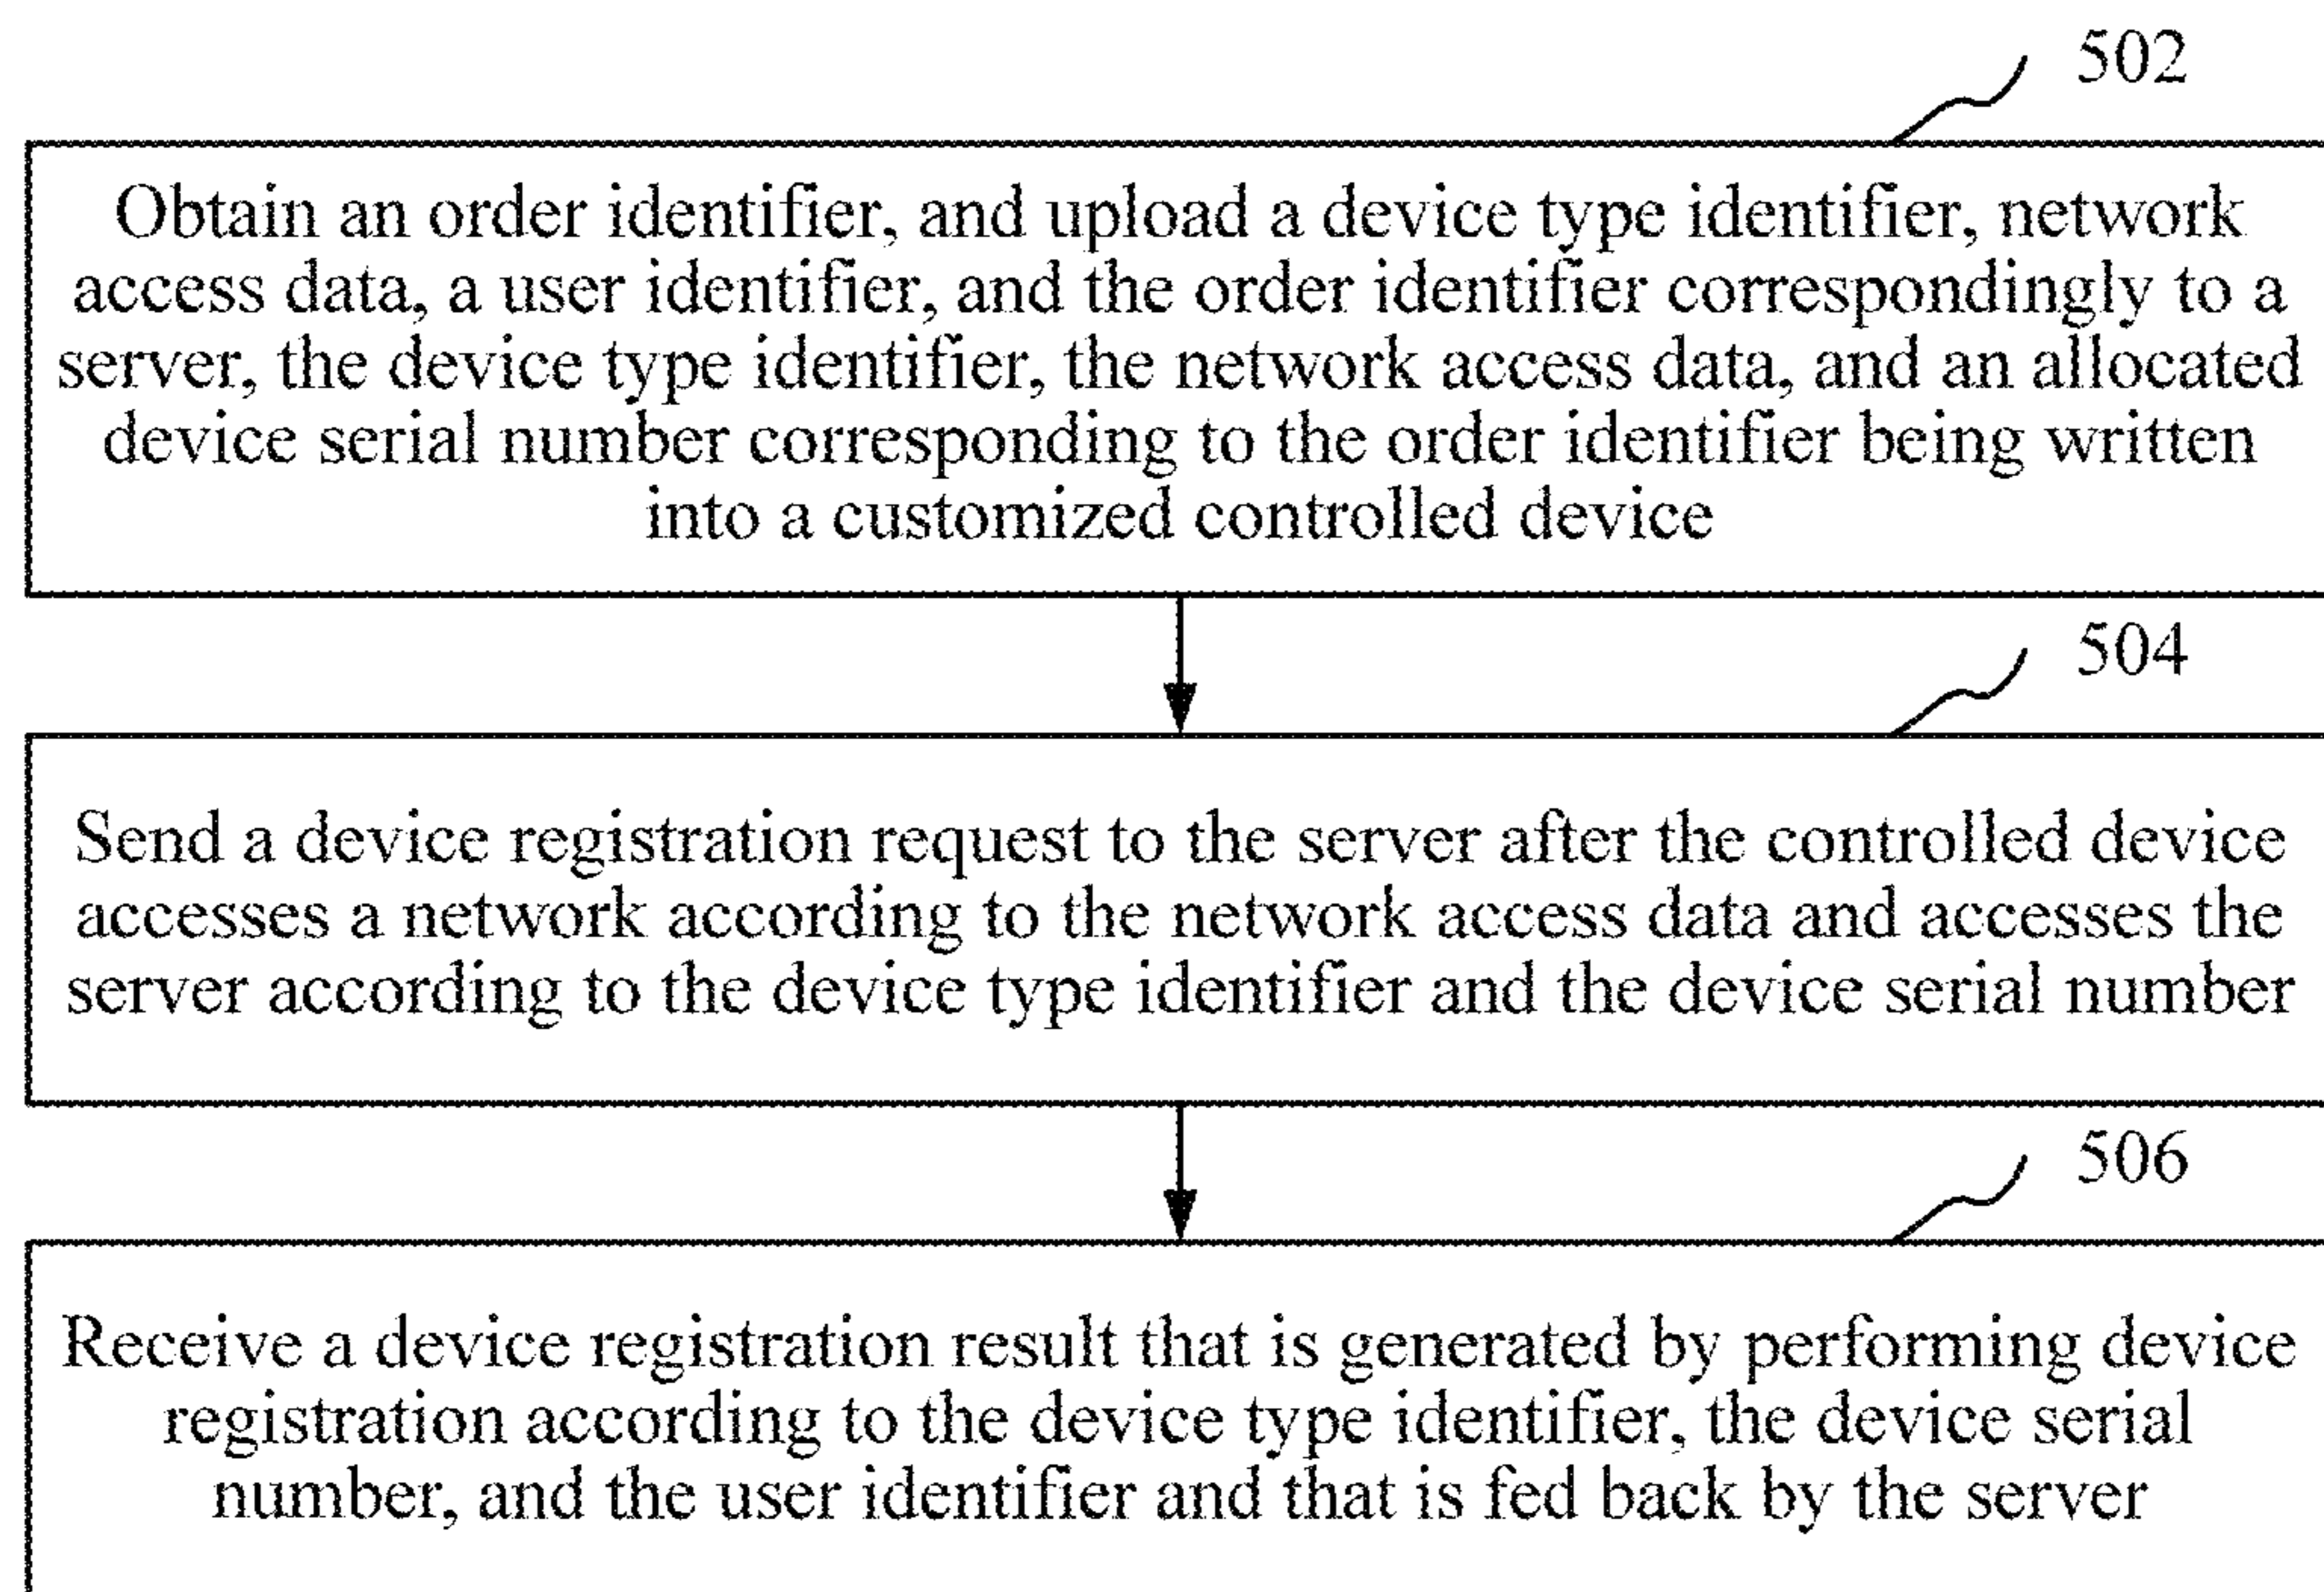 502
Obtain an order identifier, and upload a device type identifier, network
access data, a user identifier, and the order identifier correspondingly to a
server, the device type identifier, the network access data, and an allocated
device serial number corresponding to the order identifier being written
into a customized controlled device
504
Send a device registration request to the server after the controlled device
accesses a network according to the network access data and accesses the
server according to the device type identifier and the device serial number
506
Receive a device registration result that is generated by performing device
registration according to the device type identifier, the device serial
number, and the user identifier and that is fed back by the server